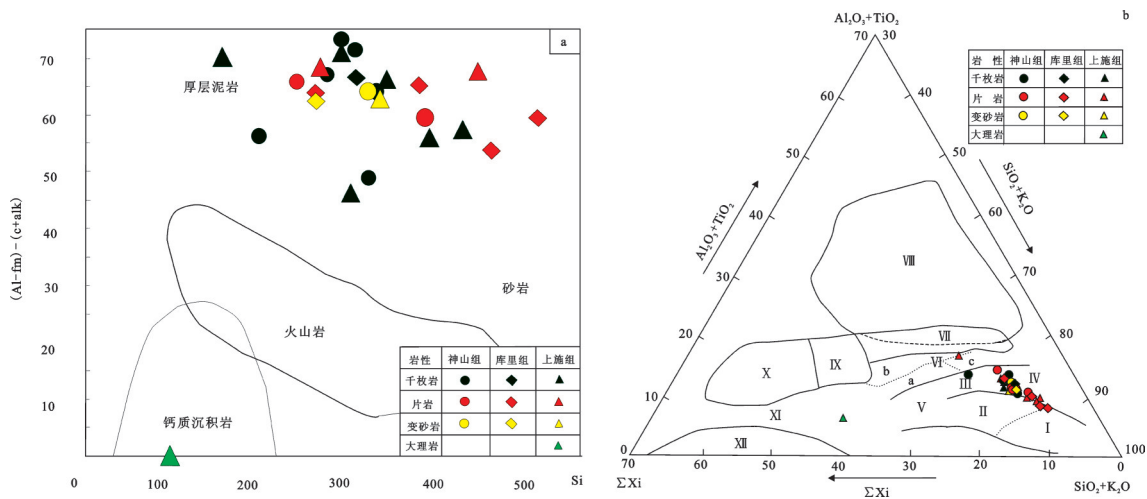 a
(Al-fm)-(c+alk)
70
60
50
40
30
20
10
0
100
200
300
400
500
Si
厚层泥岩
砂岩
火山岩
钙质沉积岩
岩性 神山组 库里组 上施组
千枚岩
片岩
变砂岩
大理岩
b
Al₂O₃+TiO₂
70 30
60 40
50 50
40 60
30 70
20 80
10 90
0 100
Al₂O₃+TiO₂
SiO₂+K₂O
岩 性 神山组 库里组 上施组
千枚岩
片 岩
变砂岩
大理岩
Ⅷ
Ⅶ
Ⅵ
c
b
a
Ⅸ
Ⅹ
Ⅲ
Ⅳ
Ⅴ
Ⅱ
Ⅰ
Ⅺ
Ⅻ
70 60 50 40 30 20 10 0
ΣXi
ΣXi
SiO₂+K₂O